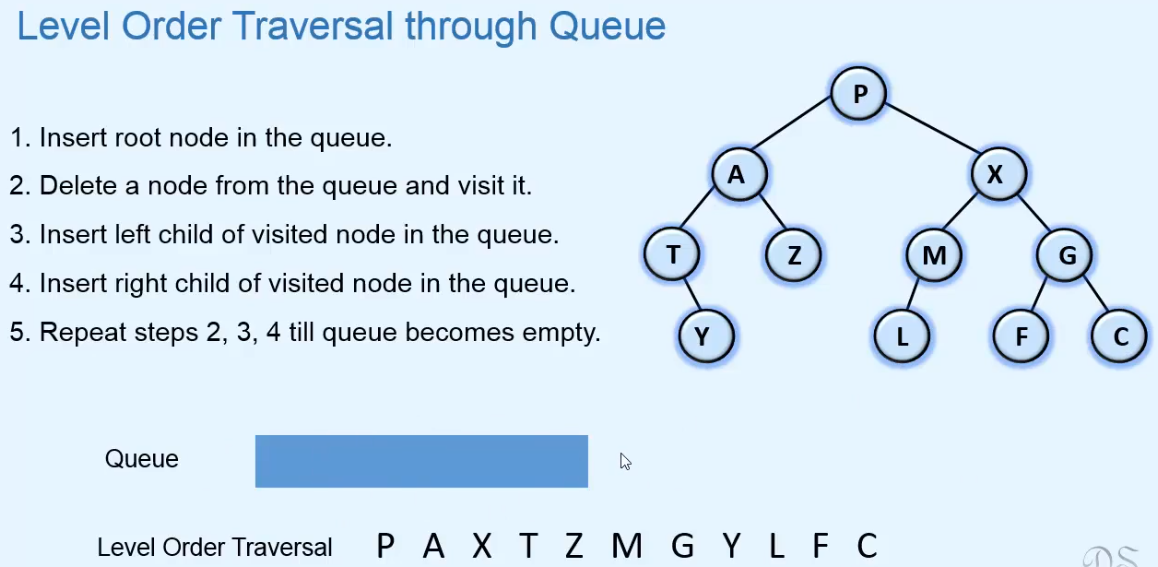 Level Order Traversal through Queue
P
1. Insert root node in the queue.
A X
2. Delete a node from the queue and visit it.
3. Insert left child of visited node in the queue.
T Z M G
4. Insert right child of visited node in the queue.
5. Repeat steps 2, 3, 4 till queue becomes empty.
Y L F C
Queue
Level Order Traversal P A X T Z M G Y L F C
DS